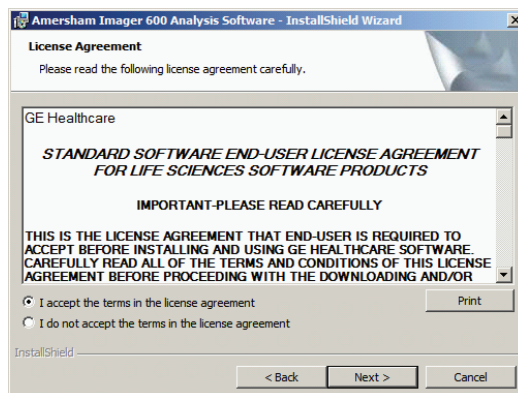 Amersham Imager 600 Analysis Software - InstallShield Wizard
License Agreement
Please read the following license agreement carefully.
GE Healthcare
STANDARD SOFTWARE END-USER LICENSE AGREEMENT
FOR LIFE SCIENCES SOFTWARE PRODUCTS
IMPORTANT-PLEASE READ CAREFULLY
THIS IS THE LICENSE AGREEMENT THAT END-USER IS REQUIRED TO
ACCEPT BEFORE INSTALLING AND USING GE HEALTHCARE SOFTWARE.
CAREFULLY READ ALL OF THE TERMS AND CONDITIONS OF THIS LICENSE
AGREEMENT BEFORE PROCEEDING WITH THE DOWNLOADING AND/OR
I accept the terms in the license agreement
Print
I do not accept the terms in the license agreement
InstallShield
< Back
Next >
Cancel